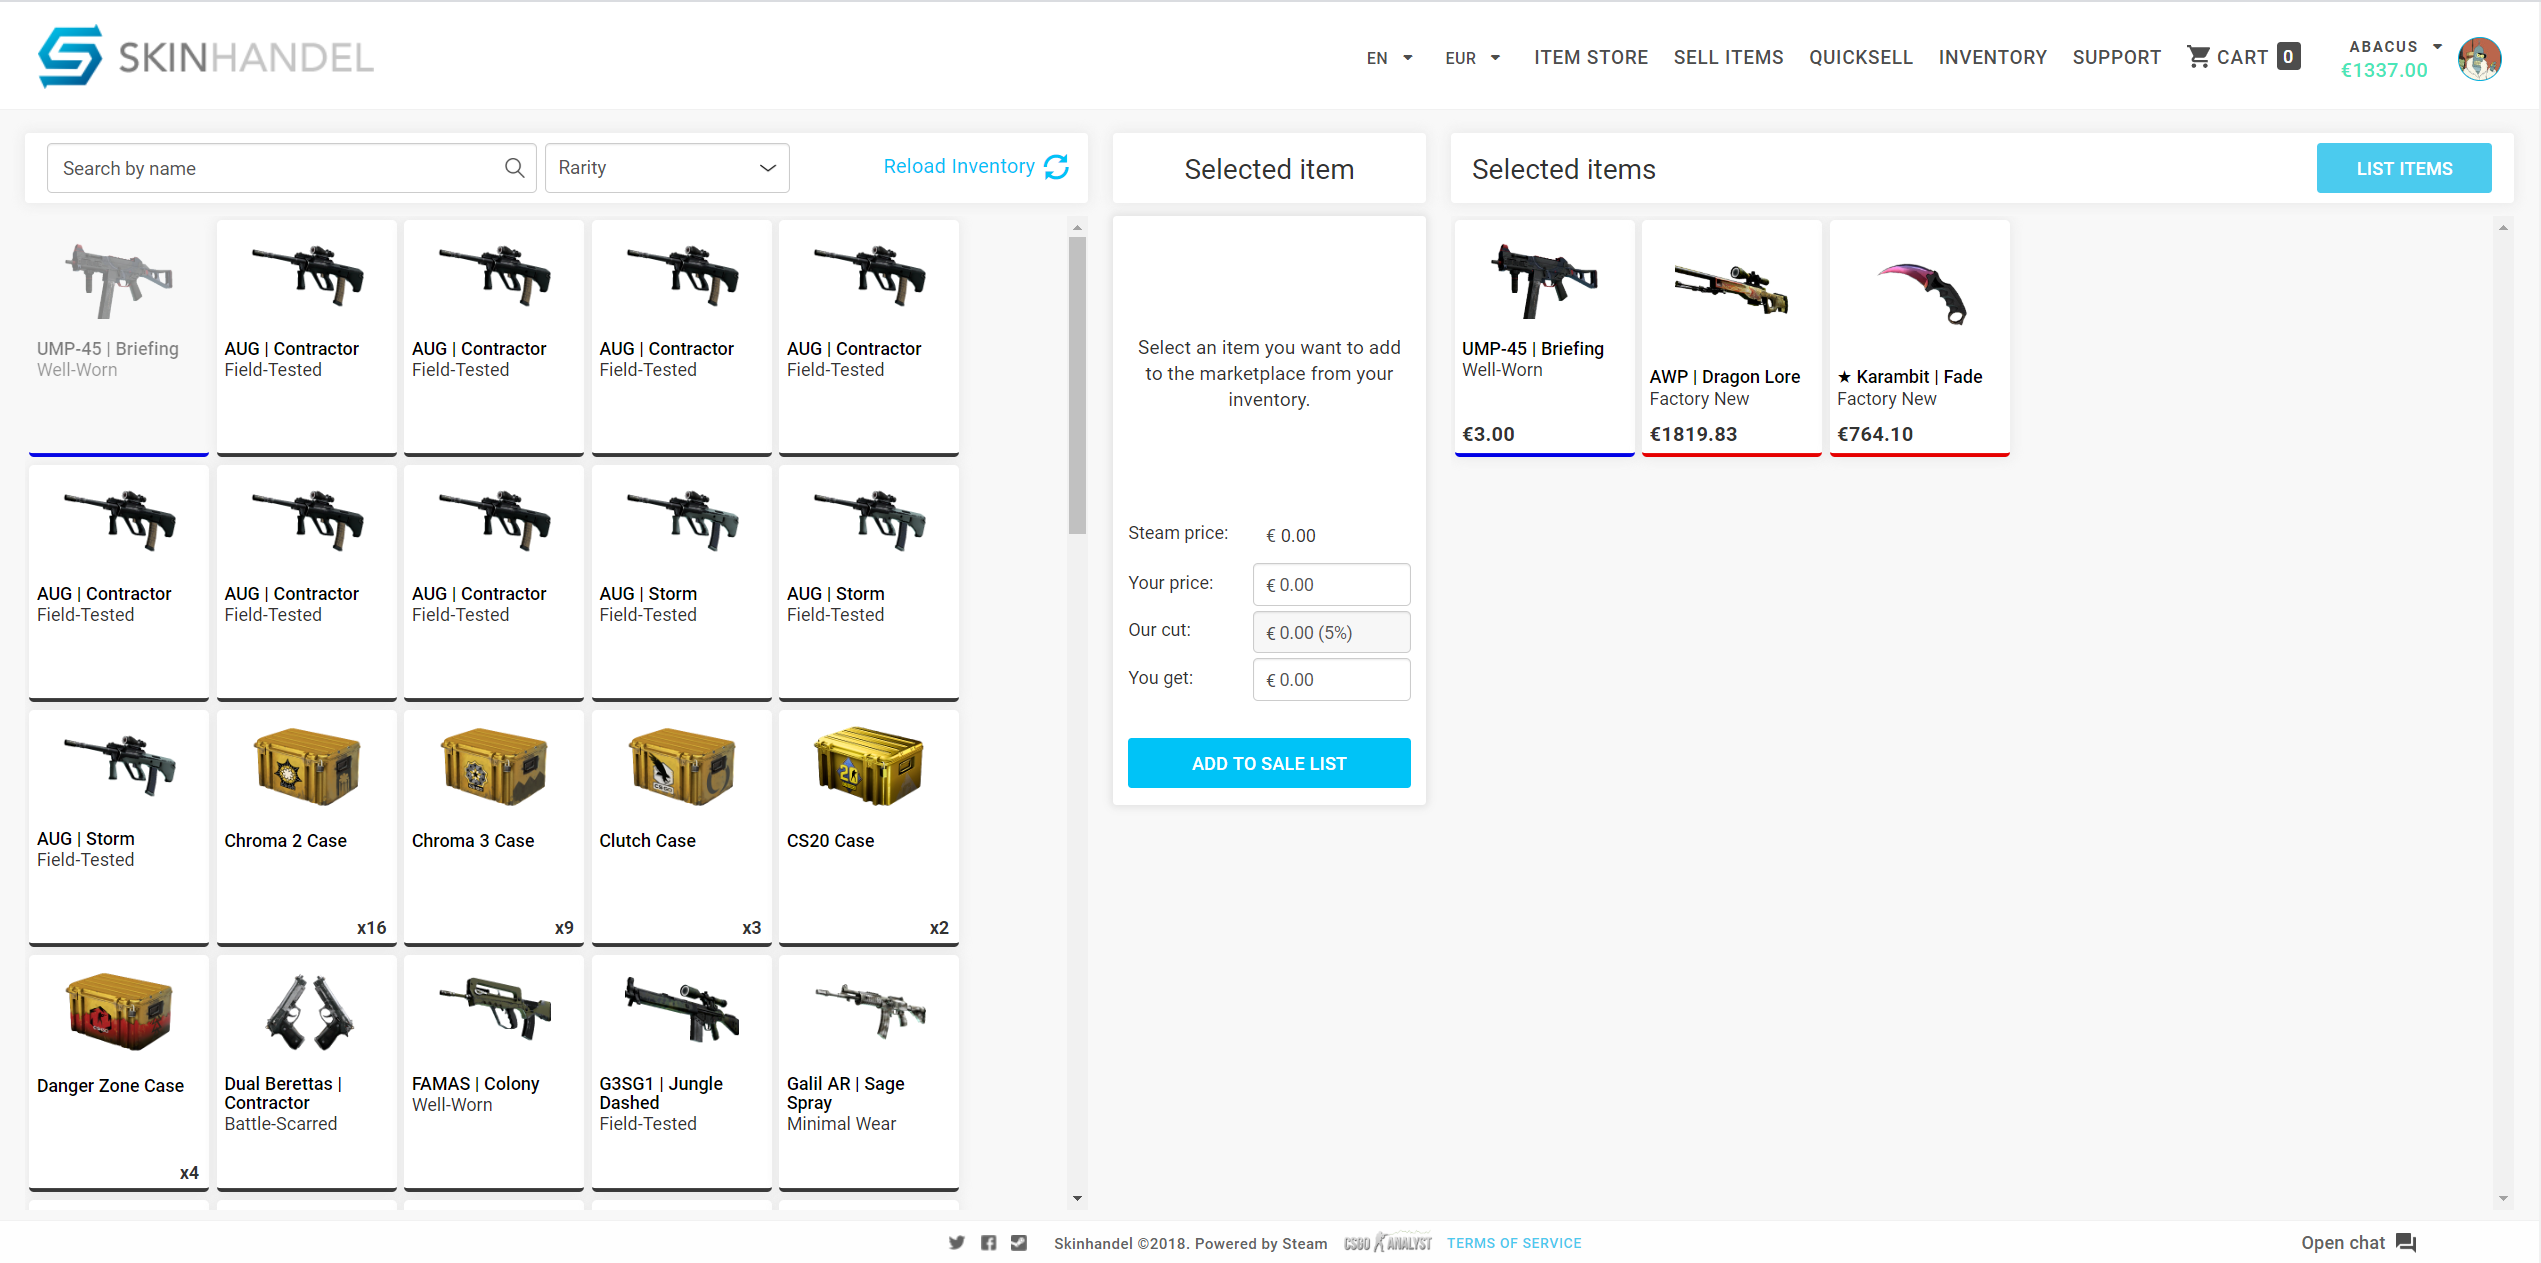 SKINHANDEL
EN
EUR
ITEM STORE
SELL ITEMS
QUICKSELL
INVENTORY
SUPPORT
CART 0
ABACUS
€1337.00
Search by name
Rarity
Reload Inventory
Selected item
Selected items
LIST ITEMS
UMP-45 | Briefing
Well-Worn
AUG | Contractor
Field-Tested
AUG | Contractor
Field-Tested
AUG | Contractor
Field-Tested
AUG | Contractor
Field-Tested
AUG | Contractor
Field-Tested
AUG | Contractor
Field-Tested
AUG | Contractor
Field-Tested
AUG | Storm
Field-Tested
AUG | Storm
Field-Tested
AUG | Storm
Field-Tested
Chroma 2 Case
x16
Chroma 3 Case
x9
Clutch Case
x3
CS20 Case
x2
Danger Zone Case
x4
Dual Berettas |
Contractor
Battle-Scarred
FAMAS | Colony
Well-Worn
G3SG1 | Jungle
Dashed
Field-Tested
Galil AR | Sage
Spray
Minimal Wear
Select an item you want to add
to the marketplace from your
inventory.
Steam price: € 0.00
Your price: € 0.00
Our cut: € 0.00 (5%)
You get: € 0.00
ADD TO SALE LIST
UMP-45 | Briefing
Well-Worn
€3.00
AWP | Dragon Lore
Factory New
€1819.83
★ Karambit | Fade
Factory New
€764.10
Skinhandel ©2018. Powered by Steam
CSGO ANALYST
TERMS OF SERVICE
Open chat